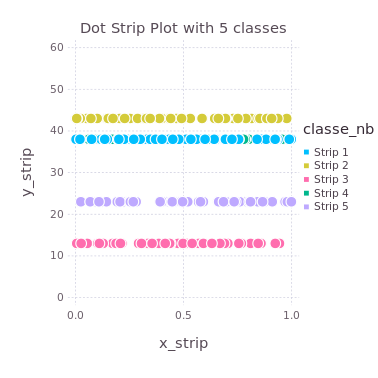 Dot Strip Plot with 5 classes
60
50
40
30
20
10
0
y_strip
0.0
0.5
1.0
x_strip
classe_nb
Strip 1
Strip 2
Strip 3
Strip 4
Strip 5